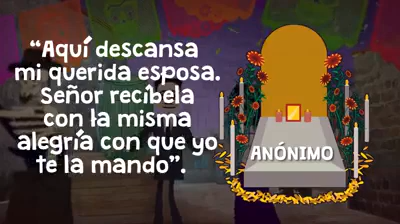 “Aquí descansa
mi querida esposa.
Señor recíbela
con la misma
alegría con que yo
te la mando”.
ANÓNIMO